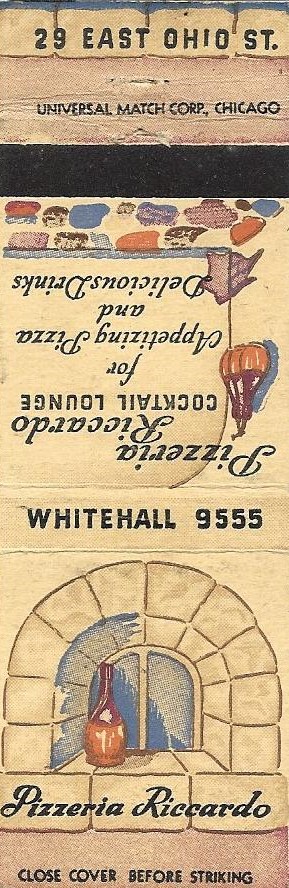 29 EAST OHIO ST.
UNIVERSAL MATCH CORP., CHICAGO
Pizzeria
Riccardo
COCKTAIL LOUNGE
for
Appetizing Pizza
and
Delicious Drinks
WHITEHALL 9555
Pizzeria Riccardo
CLOSE COVER BEFORE STRIKING